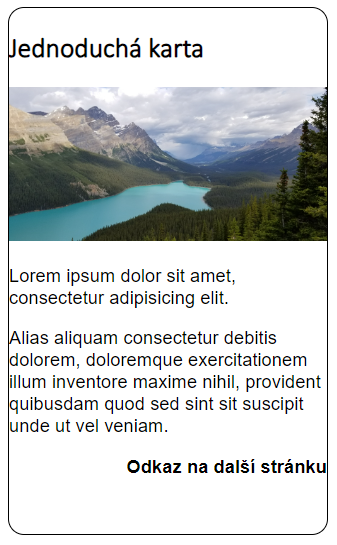 Jednoduchá karta
Lorem ipsum dolor sit amet,
consectetur adipisicing elit.
Alias aliquam consectetur debitis
dolorem, doloremque exercitationem
illum inventore maxime nihil, provident
quibusdam quod sed sint sit suscipit
unde ut vel veniam.
Odkaz na další stránku